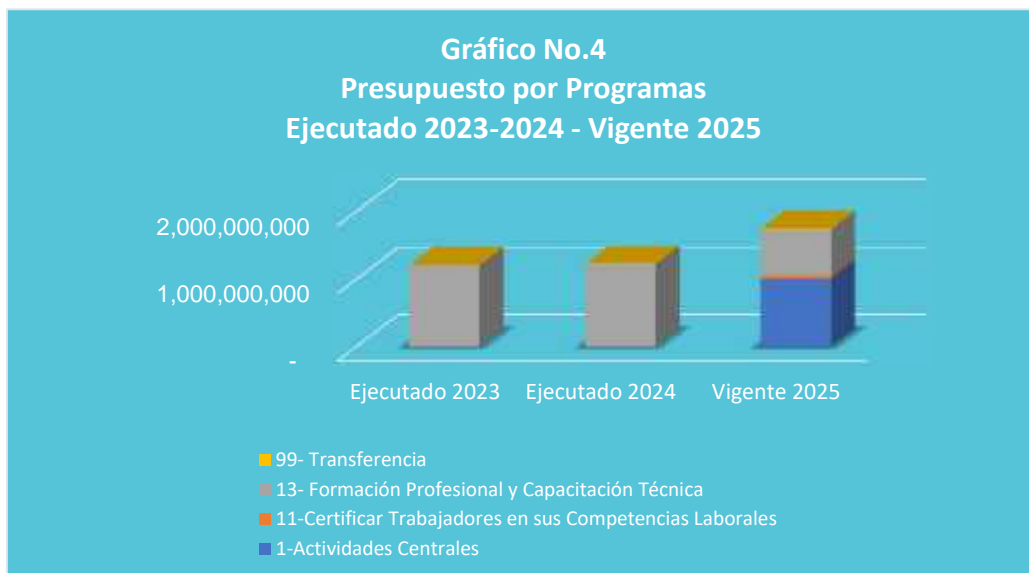 Gráfico No.4
Presupuesto por Programas
Ejecutado 2023-2024 - Vigente 2025
2,000,000,000
1,000,000,000
-
Ejecutado 2023 Ejecutado 2024 Vigente 2025
99- Transferencia
13- Formación Profesional y Capacitación Técnica
11-Certificar Trabajadores en sus Competencias Laborales
1-Actividades Centrales